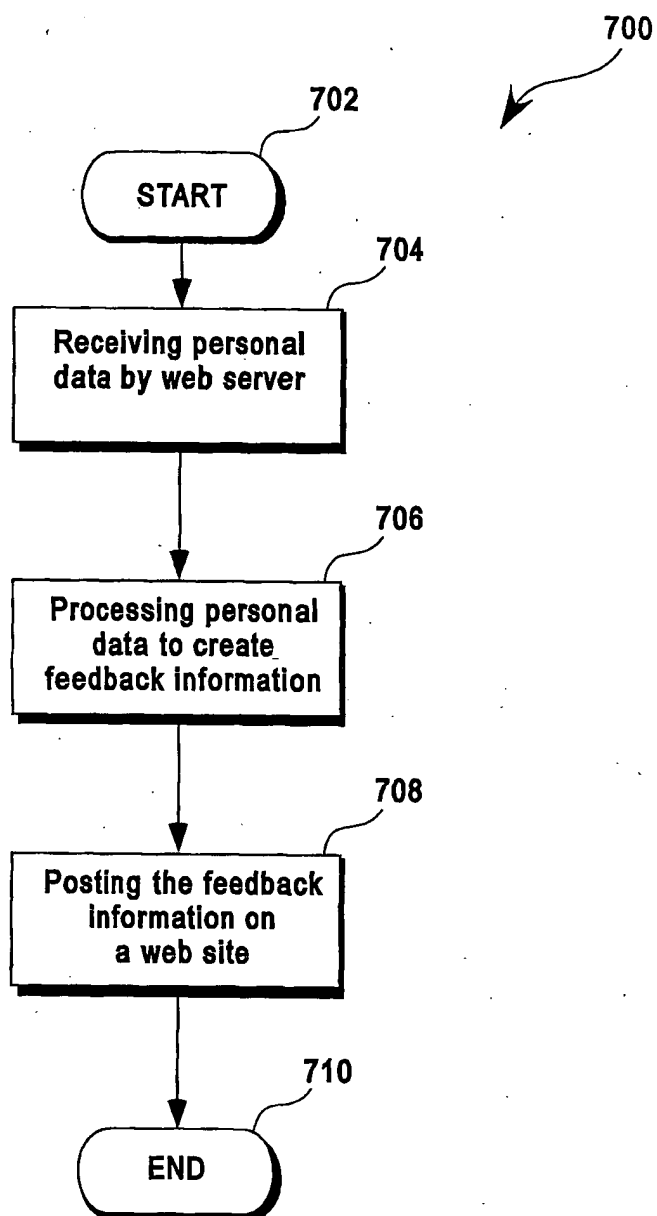 700
702
START
704
Receiving personal
data by web server
706
Processing personal
data to create
feedback information
708
Posting the feedback
information on
a web site
710
END